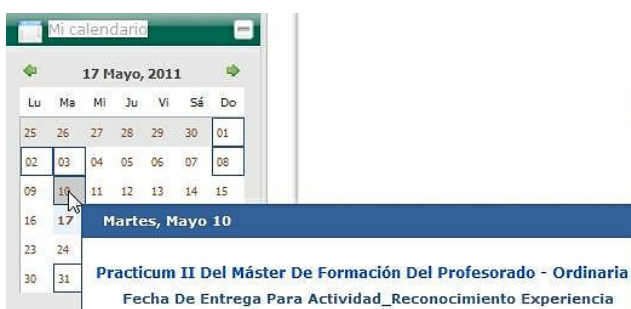 Mi calendario
17 Mayo, 2011
Lu Ma Mi Ju Vi Sá Do
25 26 27 28 29 30 01
02 03 04 05 06 07 08
09 10 11 12 13 14 15
16 17
Martes, Mayo 10
23 24
Practicum II Del Máster De Formación Del Profesorado - Ordinaria
30 31
Fecha De Entrega Para Actividad_Reconocimiento Experiencia